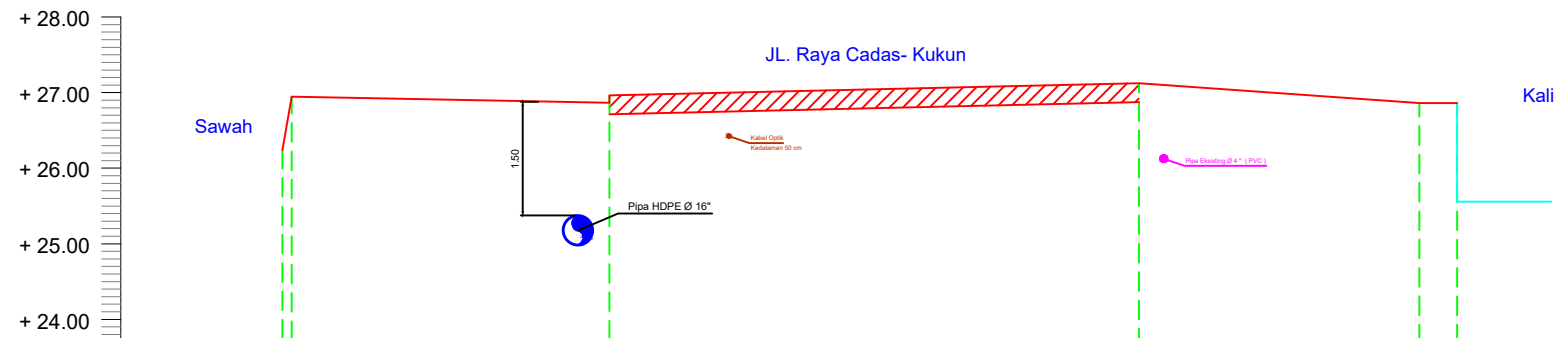 + 28.00
JL. Raya Cadas- Kukun
+ 27.00
Kali
Sawah
Kabel Optik
Kedalaman 50 cm
1.50
Pipa Eksisting Ø 4 " ( PVC )
+ 26.00
Pipa HDPE Ø 16"
+ 25.00
+ 24.00